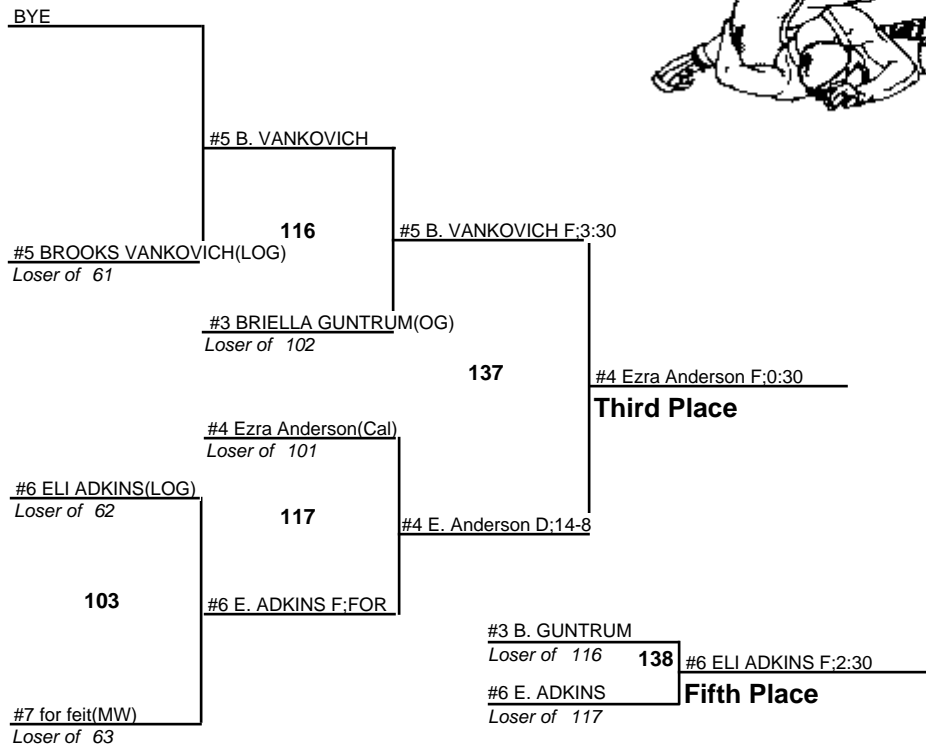 BYE
#5 B. VANKOVICH
116
#5 B. VANKOVICH F;3:30
#5 BROOKS VANKOVICH(LOG)
Loser of 61
#3 BRIELLA GUNTRUM(OG)
Loser of 102
137
#4 Ezra Anderson F;0:30
Third Place
#4 Ezra Anderson(Cal)
Loser of 101
#6 ELI ADKINS(LOG)
Loser of 62
117
#4 E. Anderson D;14-8
103
#6 E. ADKINS F;FOR
#3 B. GUNTRUM
Loser of 116
138
#6 ELI ADKINS F;2:30
Fifth Place
#6 E. ADKINS
Loser of 117
#7 for feit(MW)
Loser of 63